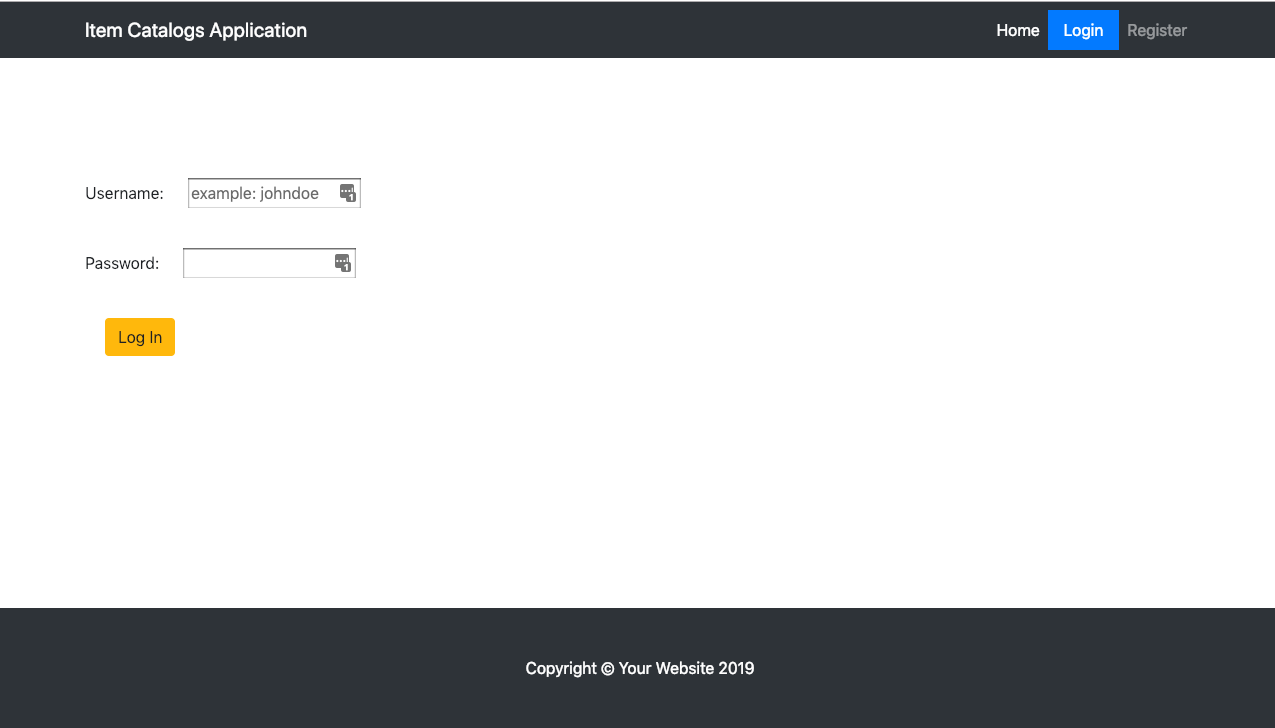 Item Catalogs Application Home Login Register
Username: example: johndoe
Password:
Log In
Copyright © Your Website 2019